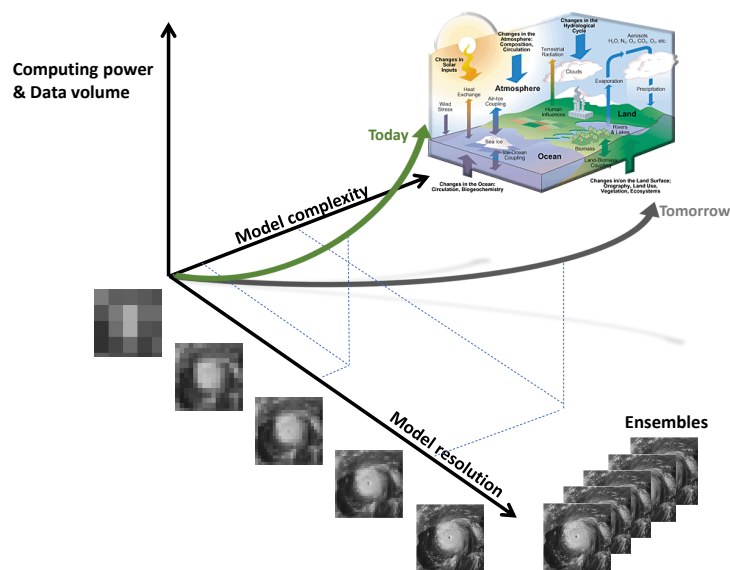 Computing power
& Data volume
Today
Model complexity
Tomorrow
Model resolution
Ensembles
Changes in
Solar
Inputs
Changes in the
Atmosphere:
Composition,
Circulation
Changes in the
Hydrological
Cycle
Aerosols
H₂O, N₂, O₂, CO₂, O₃, etc.
Terrestrial
Radiation
Clouds
Heat
Exchange
Atmosphere
Air-Ice
Coupling
Evaporation
Precipitation
Wind
Stress
Human
Influences
Land
Rivers
& Lakes
Sea Ice
Ice-Ocean
Coupling
Biomass
Ocean
Land-Biomass
Coupling
Changes in the Ocean:
Circulation, Biogeochemistry
Changes in/on the Land Surface:
Orography, Land Use,
Vegetation, Ecosystems